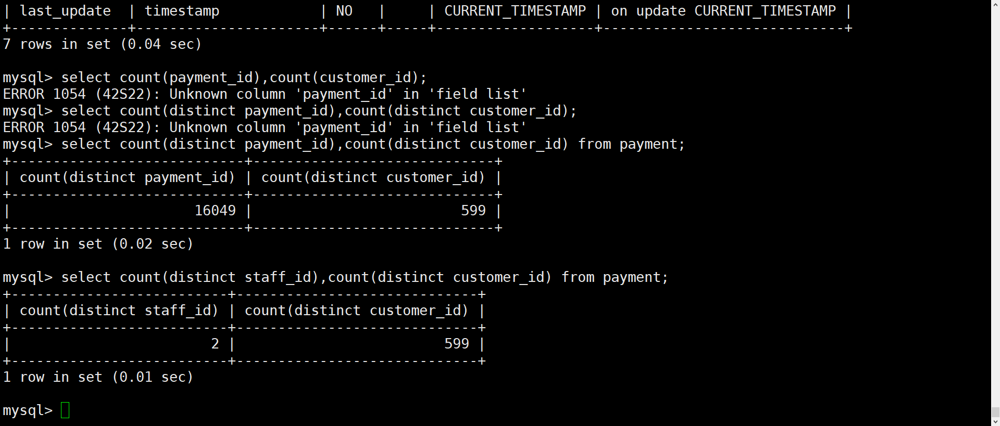 | last_update  | timestamp            | NO   |     | CURRENT_TIMESTAMP | on update CURRENT_TIMESTAMP |
+--------------+----------------------+------+-----+-------------------+-----------------------------+
7 rows in set (0.04 sec)

mysql> select count(payment_id),count(customer_id);
ERROR 1054 (42S22): Unknown column 'payment_id' in 'field list'
mysql> select count(distinct payment_id),count(distinct customer_id);
ERROR 1054 (42S22): Unknown column 'payment_id' in 'field list'
mysql> select count(distinct payment_id),count(distinct customer_id) from payment;
+----------------------------+-----------------------------+
| count(distinct payment_id) | count(distinct customer_id) |
+----------------------------+-----------------------------+
|                      16049 |                         599 |
+----------------------------+-----------------------------+
1 row in set (0.02 sec)

mysql> select count(distinct staff_id),count(distinct customer_id) from payment;
+--------------------------+-----------------------------+
| count(distinct staff_id) | count(distinct customer_id) |
+--------------------------+-----------------------------+
|                        2 |                         599 |
+--------------------------+-----------------------------+
1 row in set (0.01 sec)

mysql>